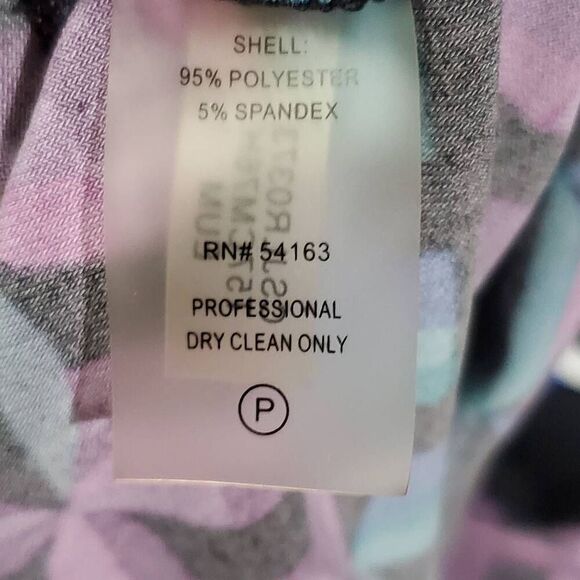 SHELL:
95% POLYESTER
5% SPANDEX
RN# 54163
PROFESSIONAL
DRY CLEAN ONLY
P